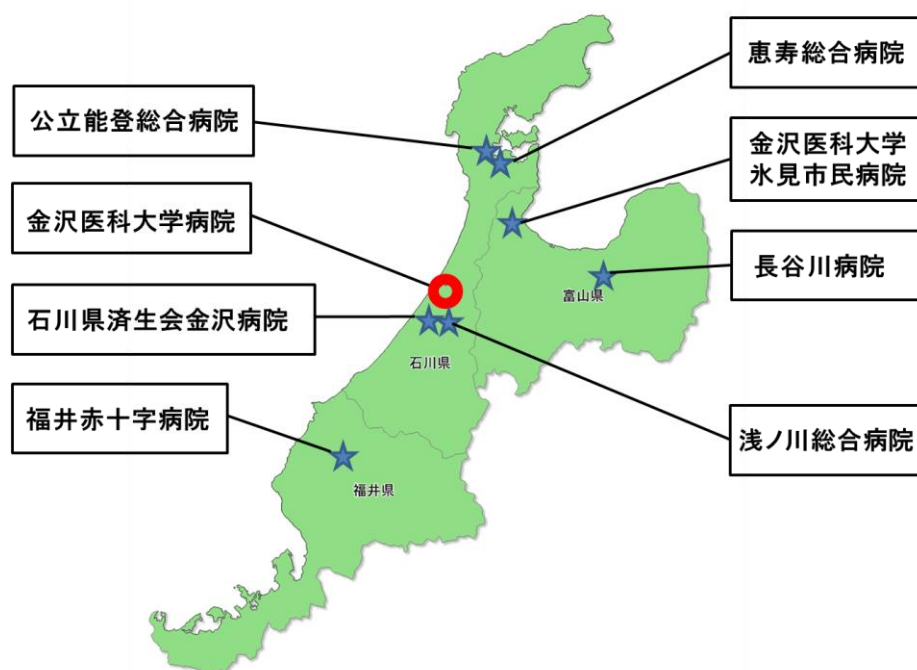 恵寿総合病院
公立能登総合病院
金沢医科大学
氷見市民病院
金沢医科大学病院
長谷川病院
富山県
石川県済生会金沢病院
石川県
福井赤十字病院
浅ノ川総合病院
福井県